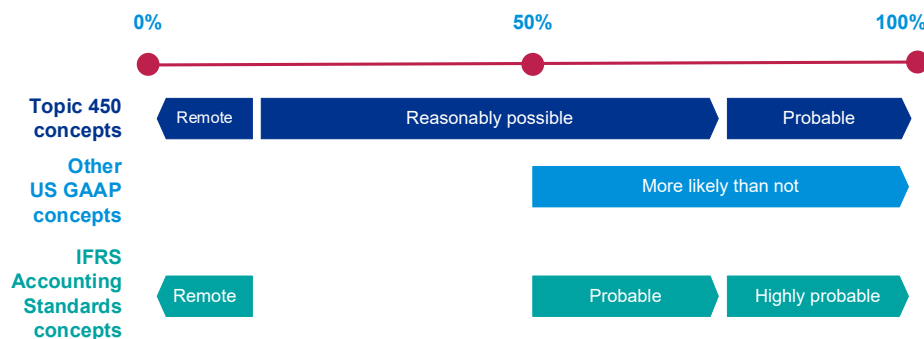 0% 50% 100%
Topic 450
concepts
Remote Reasonably possible Probable
Other
US GAAP
concepts
More likely than not
IFRS
Accounting
Standards
concepts
Remote Probable Highly probable